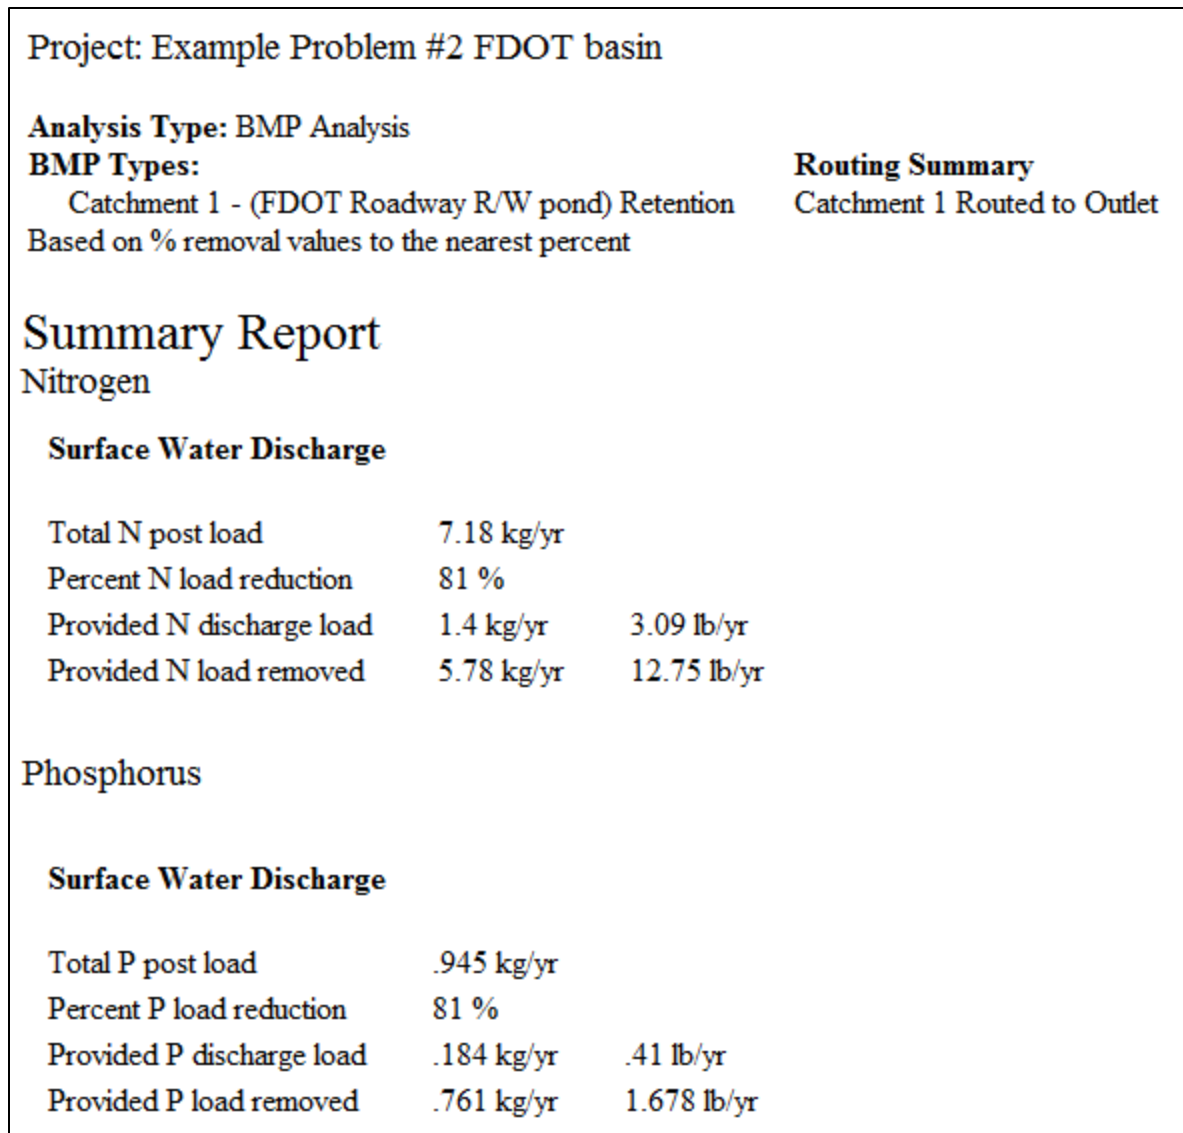 Project: Example Problem #2 FDOT basin
Analysis Type: BMP Analysis
BMP Types:
Routing Summary
Catchment 1 - (FDOT Roadway R/W pond) Retention
Catchment 1 Routed to Outlet
Based on % removal values to the nearest percent
Summary Report
Nitrogen
Surface Water Discharge
Total N post load 7.18 kg/yr
Percent N load reduction 81 %
Provided N discharge load 1.4 kg/yr 3.09 lb/yr
Provided N load removed 5.78 kg/yr 12.75 lb/yr
Phosphorus
Surface Water Discharge
Total P post load .945 kg/yr
Percent P load reduction 81 %
Provided P discharge load .184 kg/yr .41 lb/yr
Provided P load removed .761 kg/yr 1.678 lb/yr